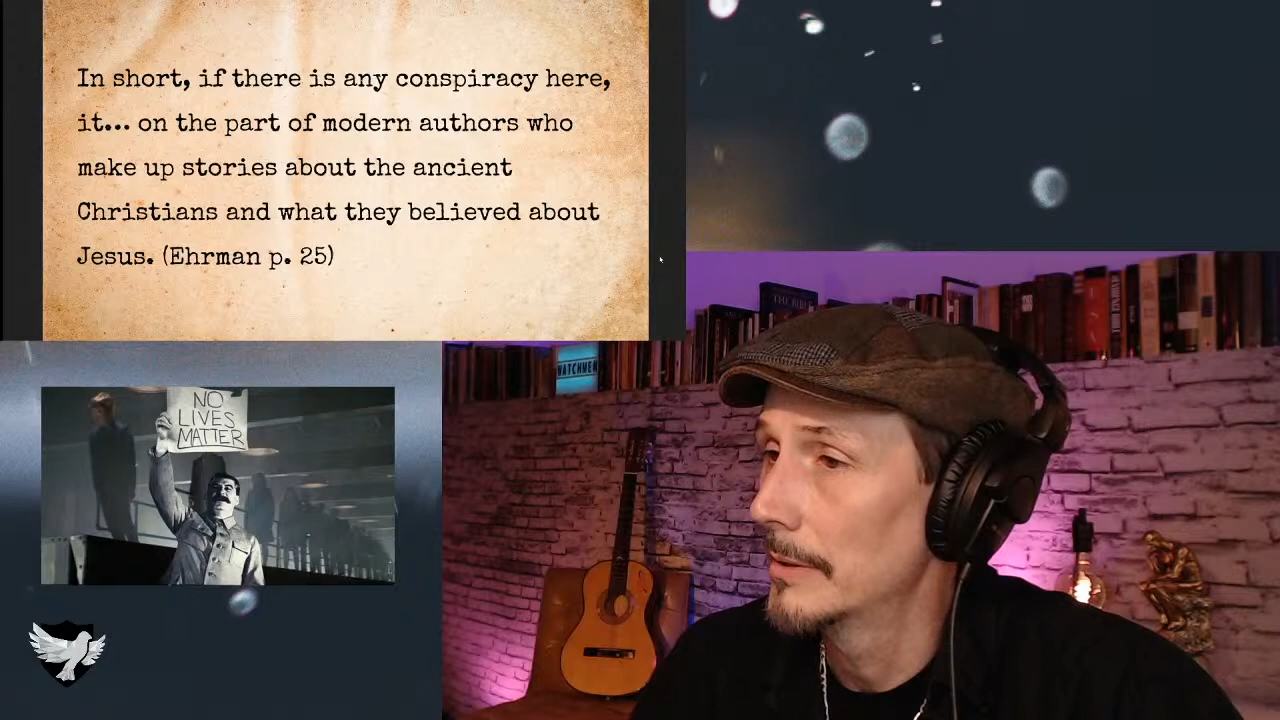 In short, if there is any conspiracy here,
it... on the part of modern authors who
make up stories about the ancient
Christians and what they believed about
Jesus. (Ehrman p. 25)
NO
LIVES
MATTER
WATCHMEN